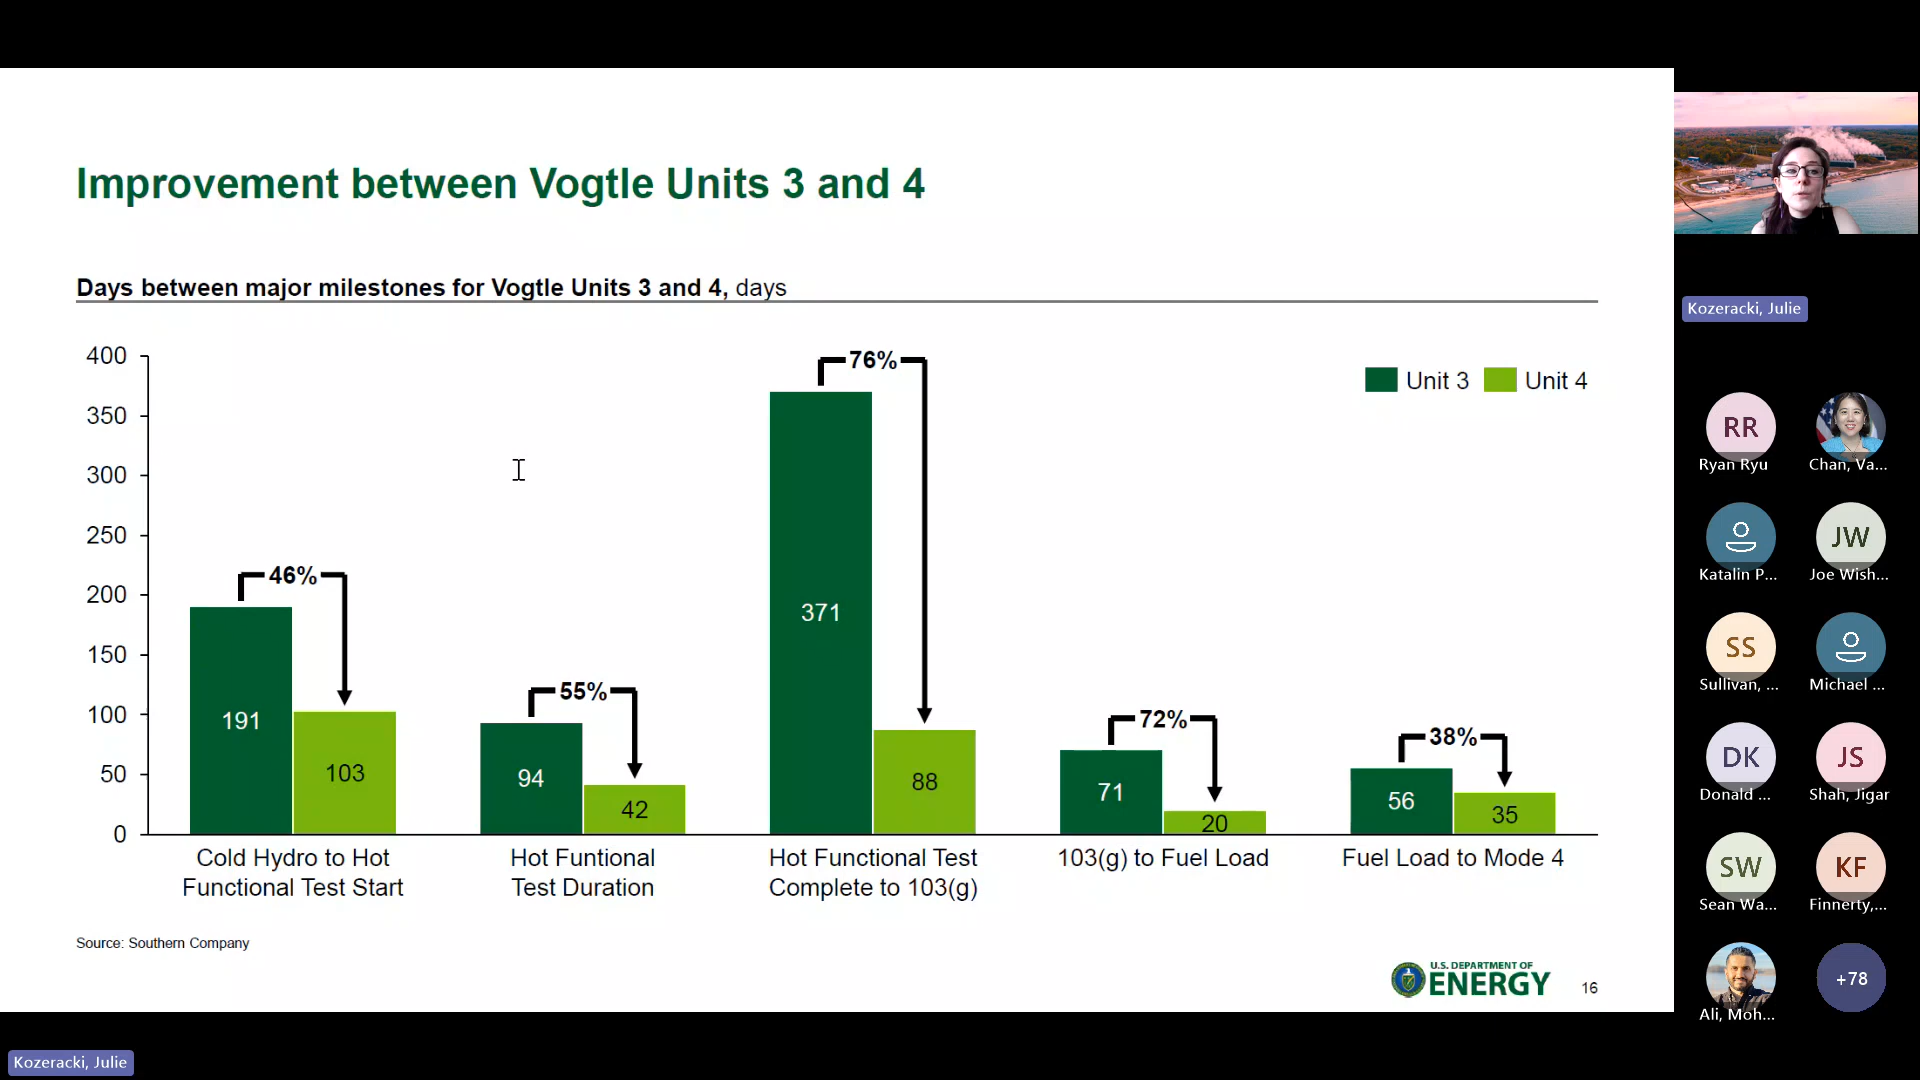 Improvement between Vogtle Units 3 and 4
Days between major milestones for Vogtle Units 3 and 4, days
400
350
300
250
200
150
100
50
0
46%
55%
76%
72%
38%
Unit 3
Unit 4
191
103
94
42
371
88
71
20
56
35
Cold Hydro to Hot
Functional Test Start
Hot Funtional
Test Duration
Hot Functional Test
Complete to 103(g)
103(g) to Fuel Load
Fuel Load to Mode 4
Source: Southern Company
U.S. DEPARTMENT OF
ENERGY
16
Kozeracki, Julie
RR
Ryan Ryu
Chan, Va...
Katalin P...
JW
Joe Wish...
SS
Sullivan, ...
Michael ...
DK
Donald ...
JS
Shah, Jigar
SW
Sean Wa...
KF
Finnerty,...
Ali, Moh...
+78
Kozeracki, Julie